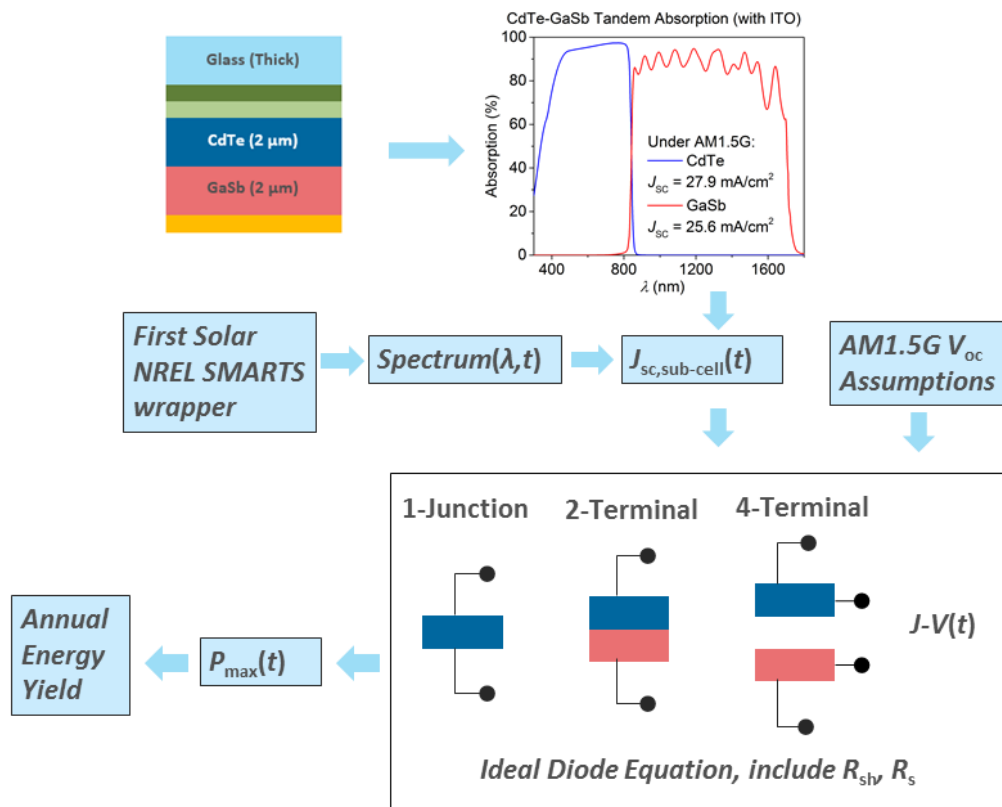 Glass (Thick)
CdTe (2 µm)
GaSb (2 µm)
CdTe-GaSb Tandem Absorption (with ITO)
Absorption (%)
100
80
60
40
20
0
Under AM1.5G:
CdTe
JSC = 27.9 mA/cm²
GaSb
JSC = 25.6 mA/cm²
400 800 1200 1600
λ (nm)
First Solar
NREL SMARTS
wrapper
Spectrum(λ,t)
Jsc,sub-cell(t)
AM1.5G Voc
Assumptions
1-Junction
2-Terminal
4-Terminal
J-V(t)
Ideal Diode Equation, include Rsh, Rs
Pmax(t)
Annual
Energy
Yield